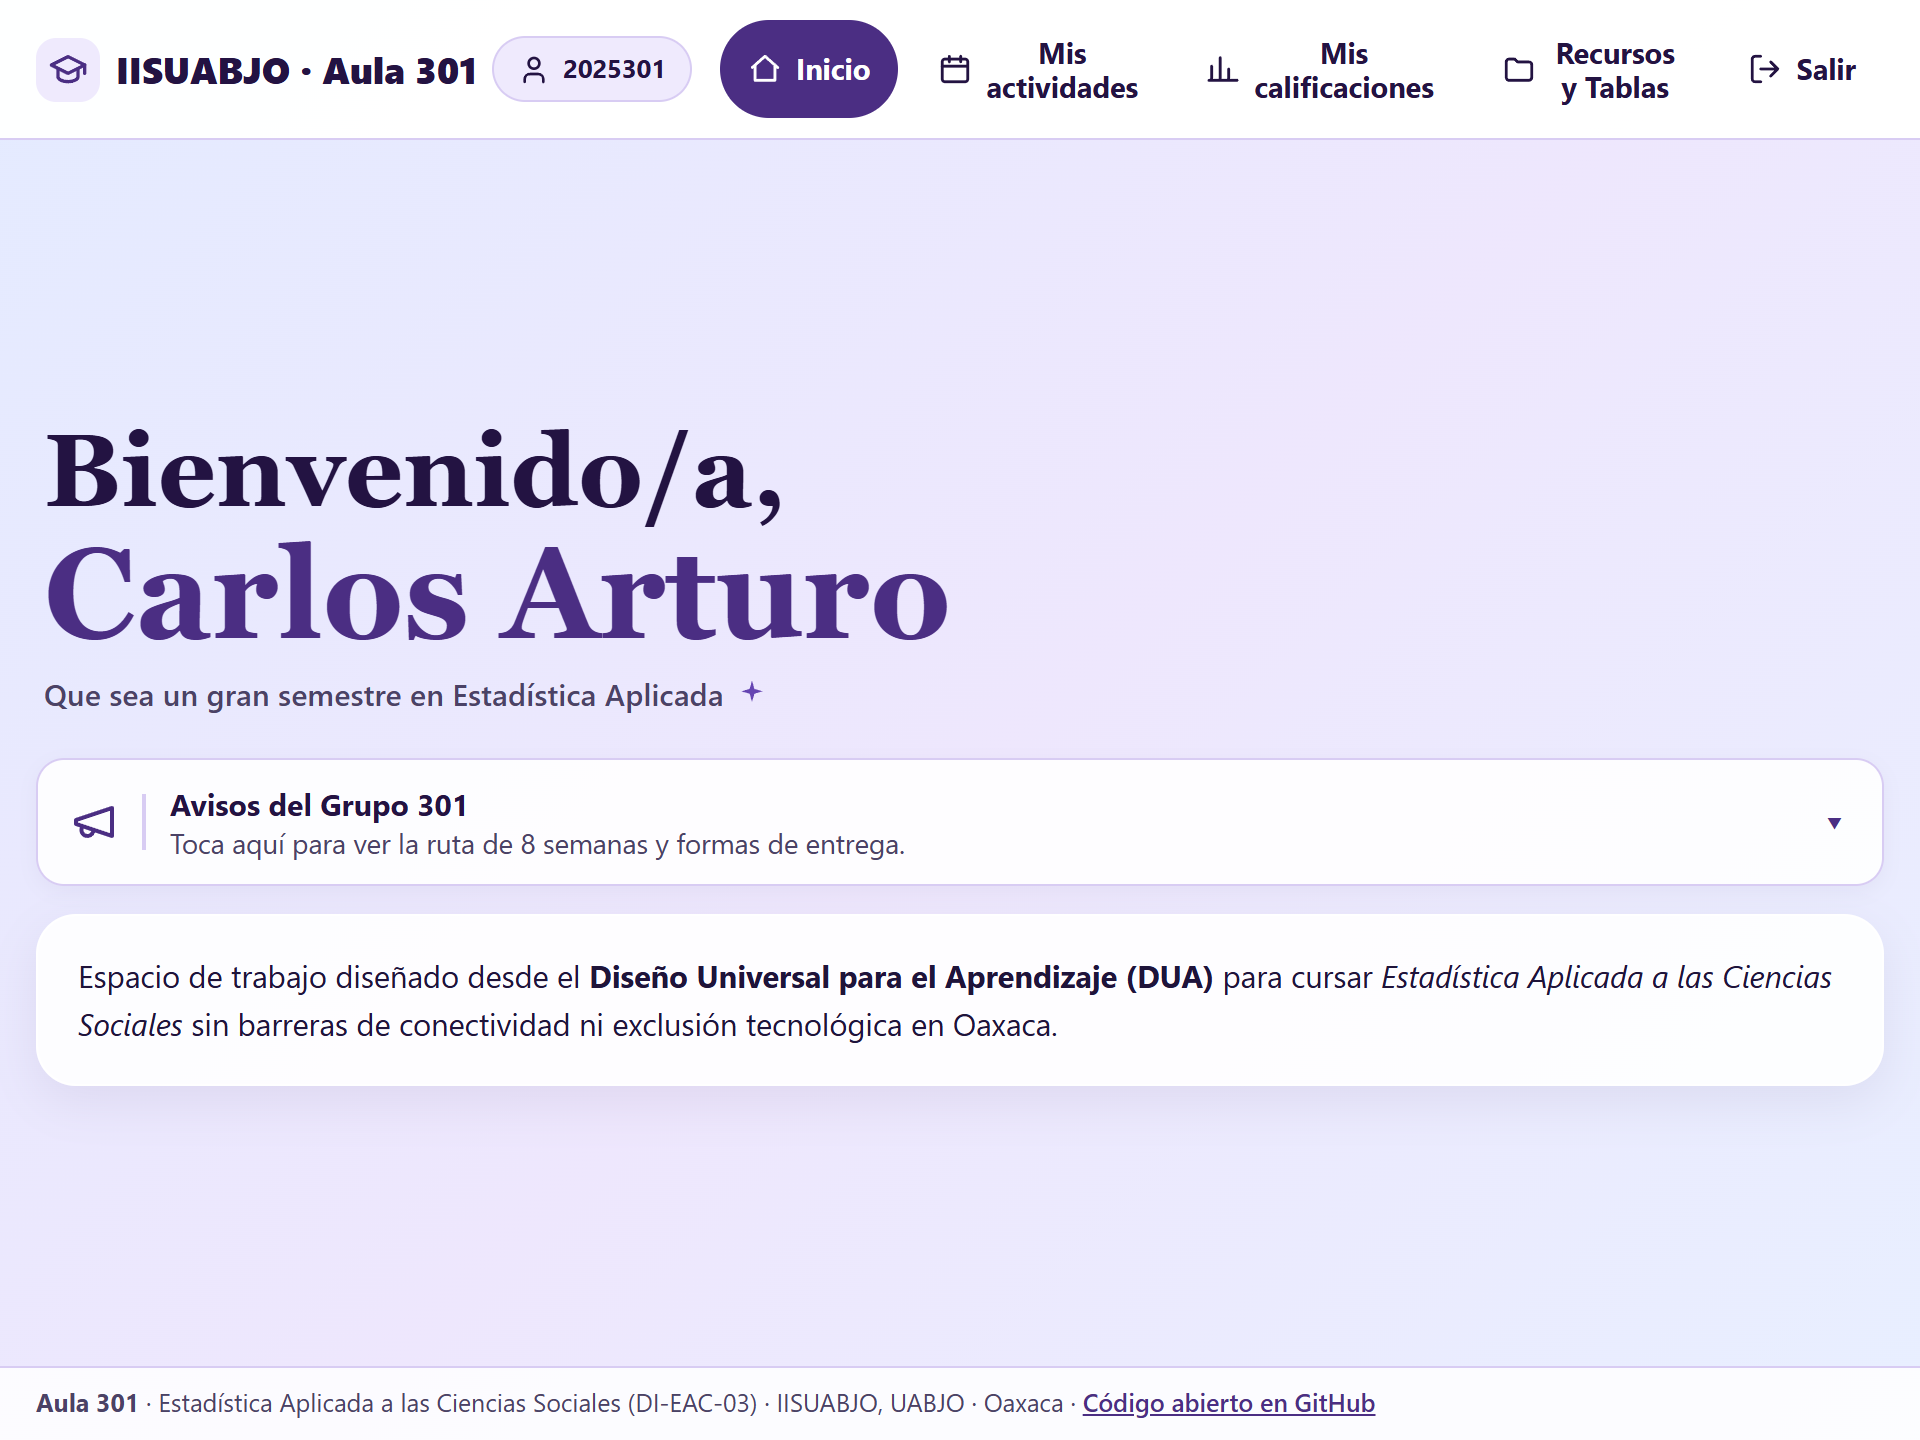 IISUABJO · Aula 301
2025301
Inicio
Mis
actividades
Mis
calificaciones
Recursos
y Tablas
Salir
Bienvenido/a,
Carlos Arturo
Que sea un gran semestre en Estadística Aplicada
Avisos del Grupo 301
Toca aquí para ver la ruta de 8 semanas y formas de entrega.
Espacio de trabajo diseñado desde el Diseño Universal para el Aprendizaje (DUA) para cursar Estadística Aplicada a las Ciencias
Sociales sin barreras de conectividad ni exclusión tecnológica en Oaxaca.
Aula 301 · Estadística Aplicada a las Ciencias Sociales (DI-EAC-03) · IISUABJO, UABJO · Oaxaca · Código abierto en GitHub